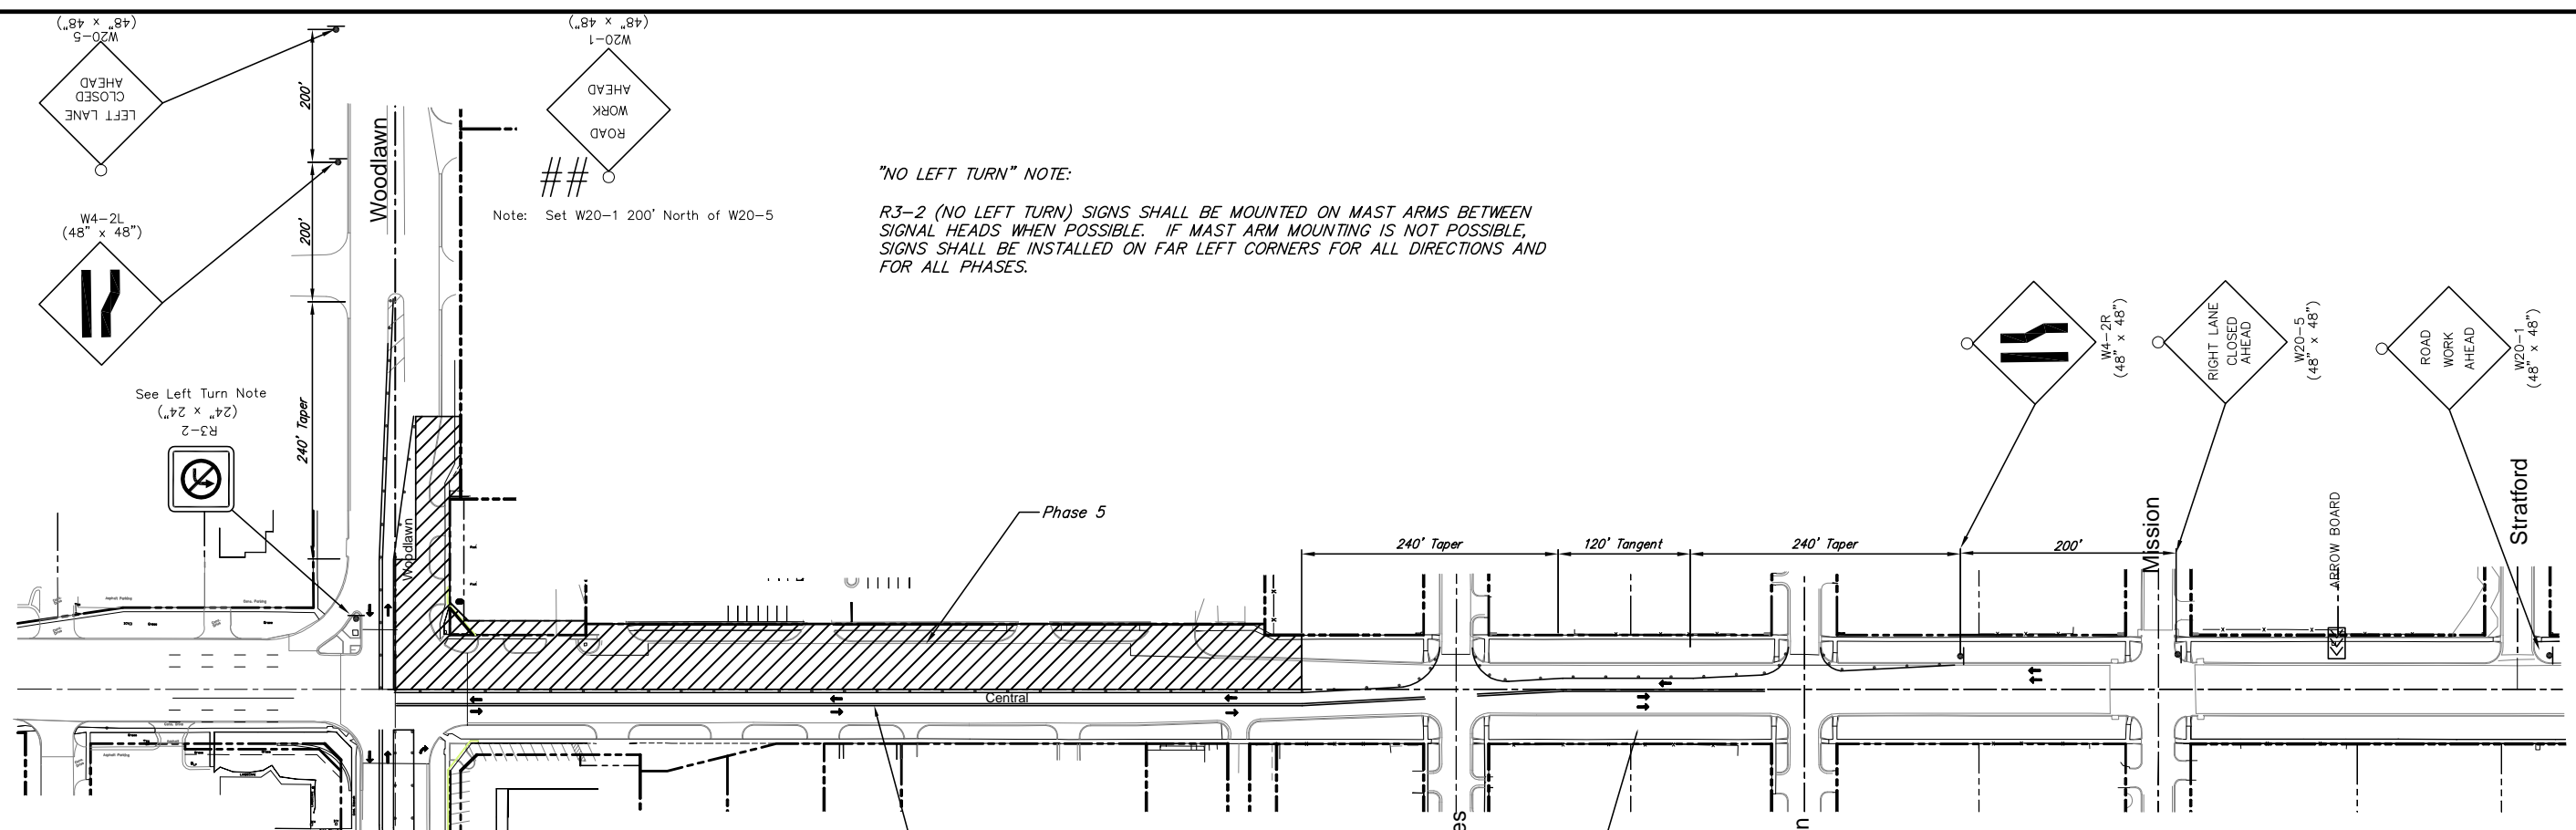 (48" x 48")
W20-5
LEFT LANE
CLOSED
AHEAD
200'
Woodlawn
(48" x 48")
W20-1
ROAD
WORK
AHEAD
##
Note: Set W20-1 200' North of W20-5
W4-2L
(48" x 48")
200'
"NO LEFT TURN" NOTE:
R3-2 (NO LEFT TURN) SIGNS SHALL BE MOUNTED ON MAST ARMS BETWEEN
SIGNAL HEADS WHEN POSSIBLE. IF MAST ARM MOUNTING IS NOT POSSIBLE,
SIGNS SHALL BE INSTALLED ON FAR LEFT CORNERS FOR ALL DIRECTIONS AND
FOR ALL PHASES.
See Left Turn Note
(24" x 24")
R3-2
240' Taper
Woodlawn
Phase 5
240' Taper
120' Tangent
240' Taper
200'
W4-2R
(48" x 48")
RIGHT LANE
CLOSED
AHEAD
W20-5
(48" x 48")
ROAD
WORK
AHEAD
W20-1
(48" x 48")
Mission
ARROW BOARD
Stratford
Central